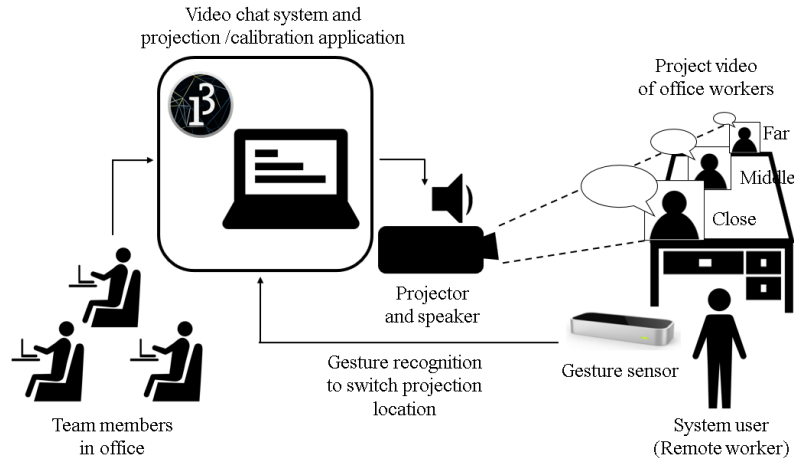 Video chat system and
projection /calibration application
13
Project video
of office workers
Far
Middle
Close
Projector
and speaker
Gesture recognition
to switch projection
location
Gesture sensor
Team members
in office
System user
(Remote worker)